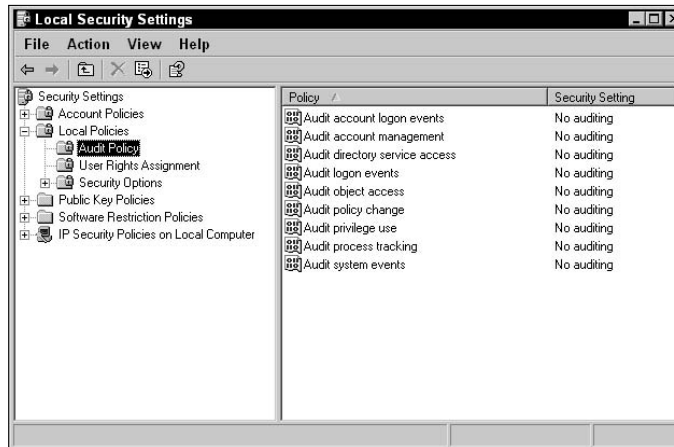 Local Security Settings
File Action View Help
Security Settings
Account Policies
Local Policies
Audit Policy
User Rights Assignment
Security Options
Public Key Policies
Software Restriction Policies
IP Security Policies on Local Computer
Policy Security Setting
Audit account logon events No auditing
Audit account management No auditing
Audit directory service access No auditing
Audit logon events No auditing
Audit object access No auditing
Audit policy change No auditing
Audit privilege use No auditing
Audit process tracking No auditing
Audit system events No auditing